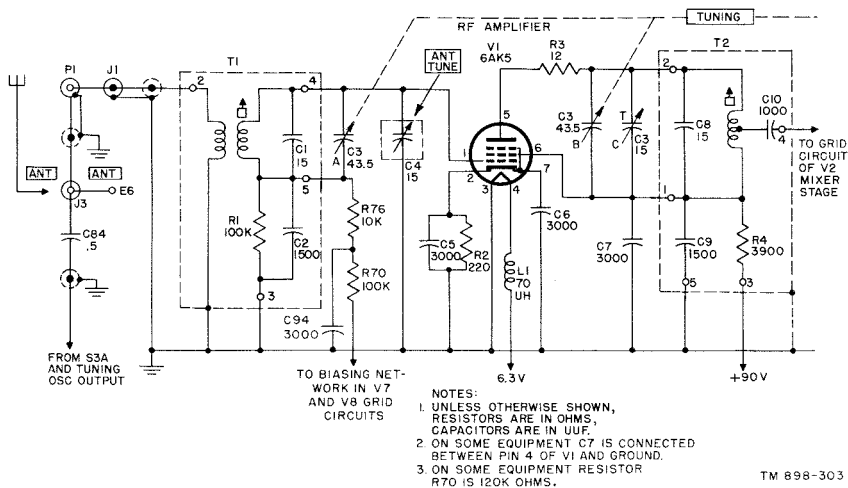 RF AMPLIFIER
TUNING
T1
V1
6AK5
R3
12
T2
P1
J1
2
4
ANT
TUNE
5
2
C10
1000
4
C1
15
C3
43.5
A
C4
15
1
2
6
7
3
4
C3
43.5
B
T
C3
15
C
C8
15
TO GRID
CIRCUIT
OF V2
MIXER
STAGE
ANT
ANT
E6
J3
5
1
R1
100K
C2
1500
R76
10K
R70
100K
C5
3000
R2
220
C6
3000
L1
70
UH
C7
3000
C9
1500
R4
3900
C84
.5
3
5
3
C94
3000
FROM S3A
AND TUNING
OSC OUTPUT
TO BIASING NET-
WORK IN V7
AND V8 GRID
CIRCUITS
6.3V
+90V
NOTES:
1. UNLESS OTHERWISE SHOWN,
RESISTORS ARE IN OHMS,
CAPACITORS ARE IN UUF.
2. ON SOME EQUIPMENT C7 IS CONNECTED
BETWEEN PIN 4 OF V1 AND GROUND.
3. ON SOME EQUIPMENT RESISTOR
R70 IS 120K OHMS.
TM 898-303